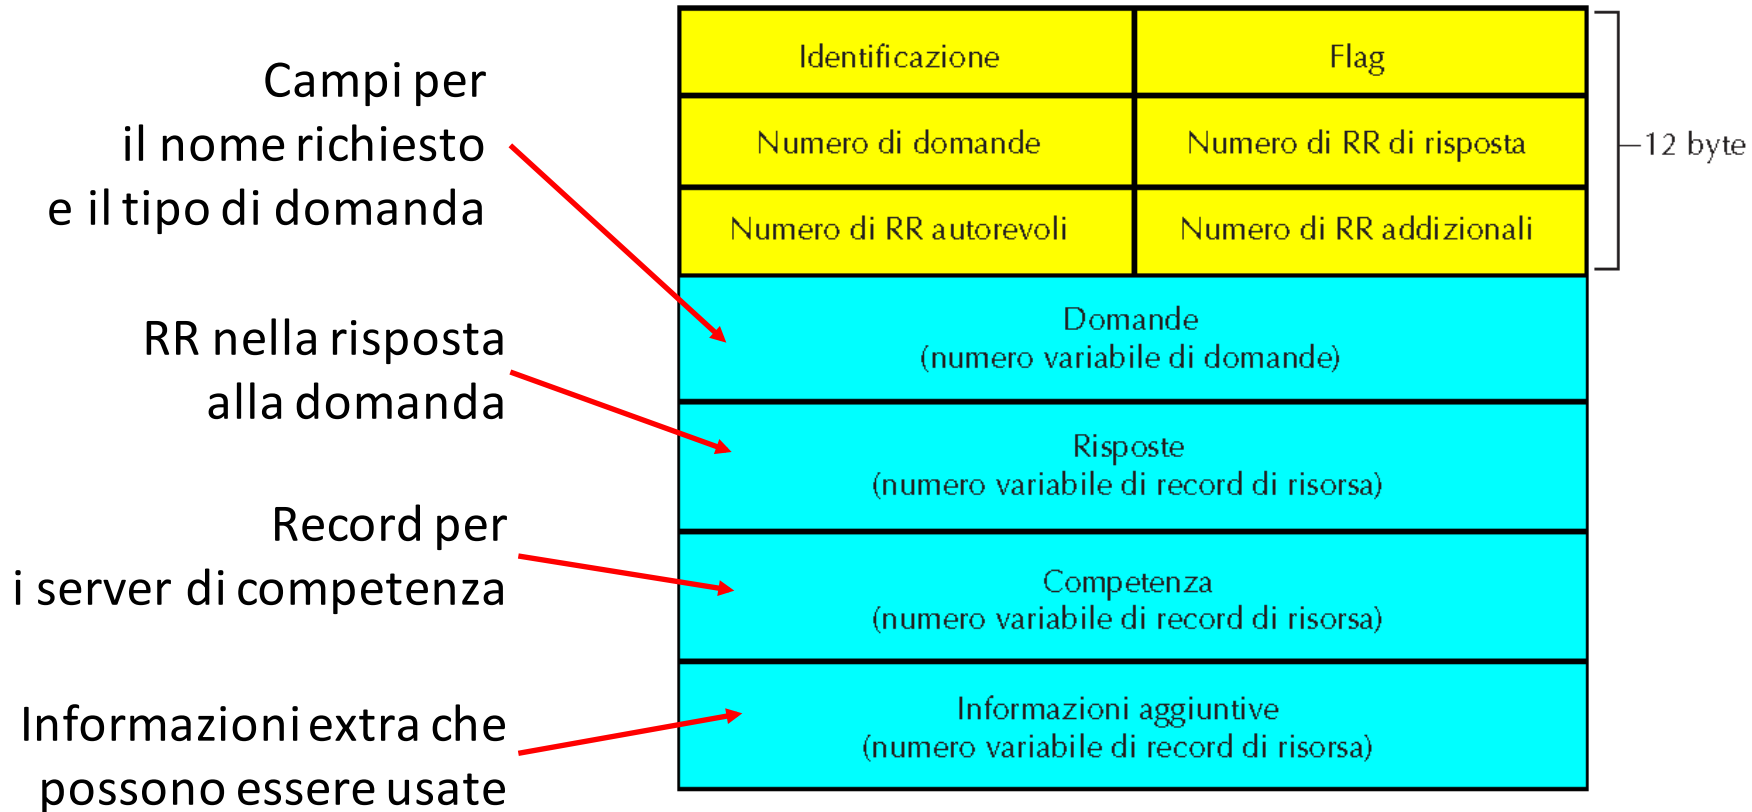 Campi per
il nome richiesto
e il tipo di domanda
RR nella risposta
alla domanda
Record per
i server di competenza
Informazioni extra che
possono essere usate
Identificazione
Flag
Numero di domande
Numero di RR di risposta
Numero di RR autorevoli
Numero di RR addizionali
12 byte
Domande
(numero variabile di domande)
Risposte
(numero variabile di record di risorsa)
Competenza
(numero variabile di record di risorsa)
Informazioni aggiuntive
(numero variabile di record di risorsa)